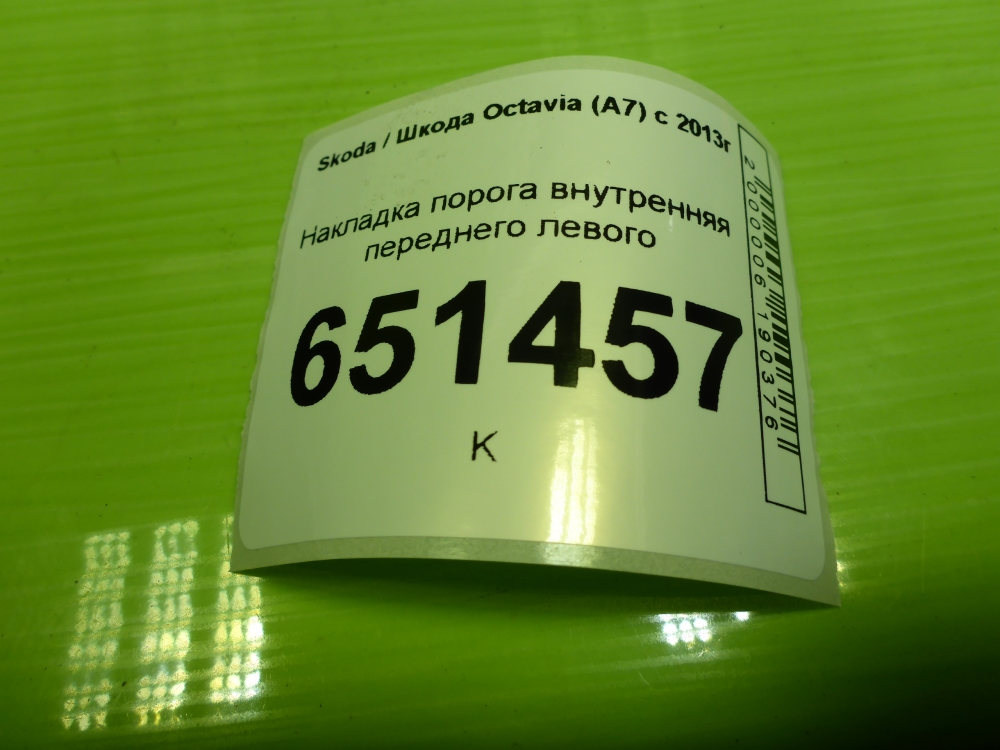 Skoda / Шкода Octavia (A7) с 2013г
Накладка порога внутренняя
переднего левого
651457
К
2000006190376